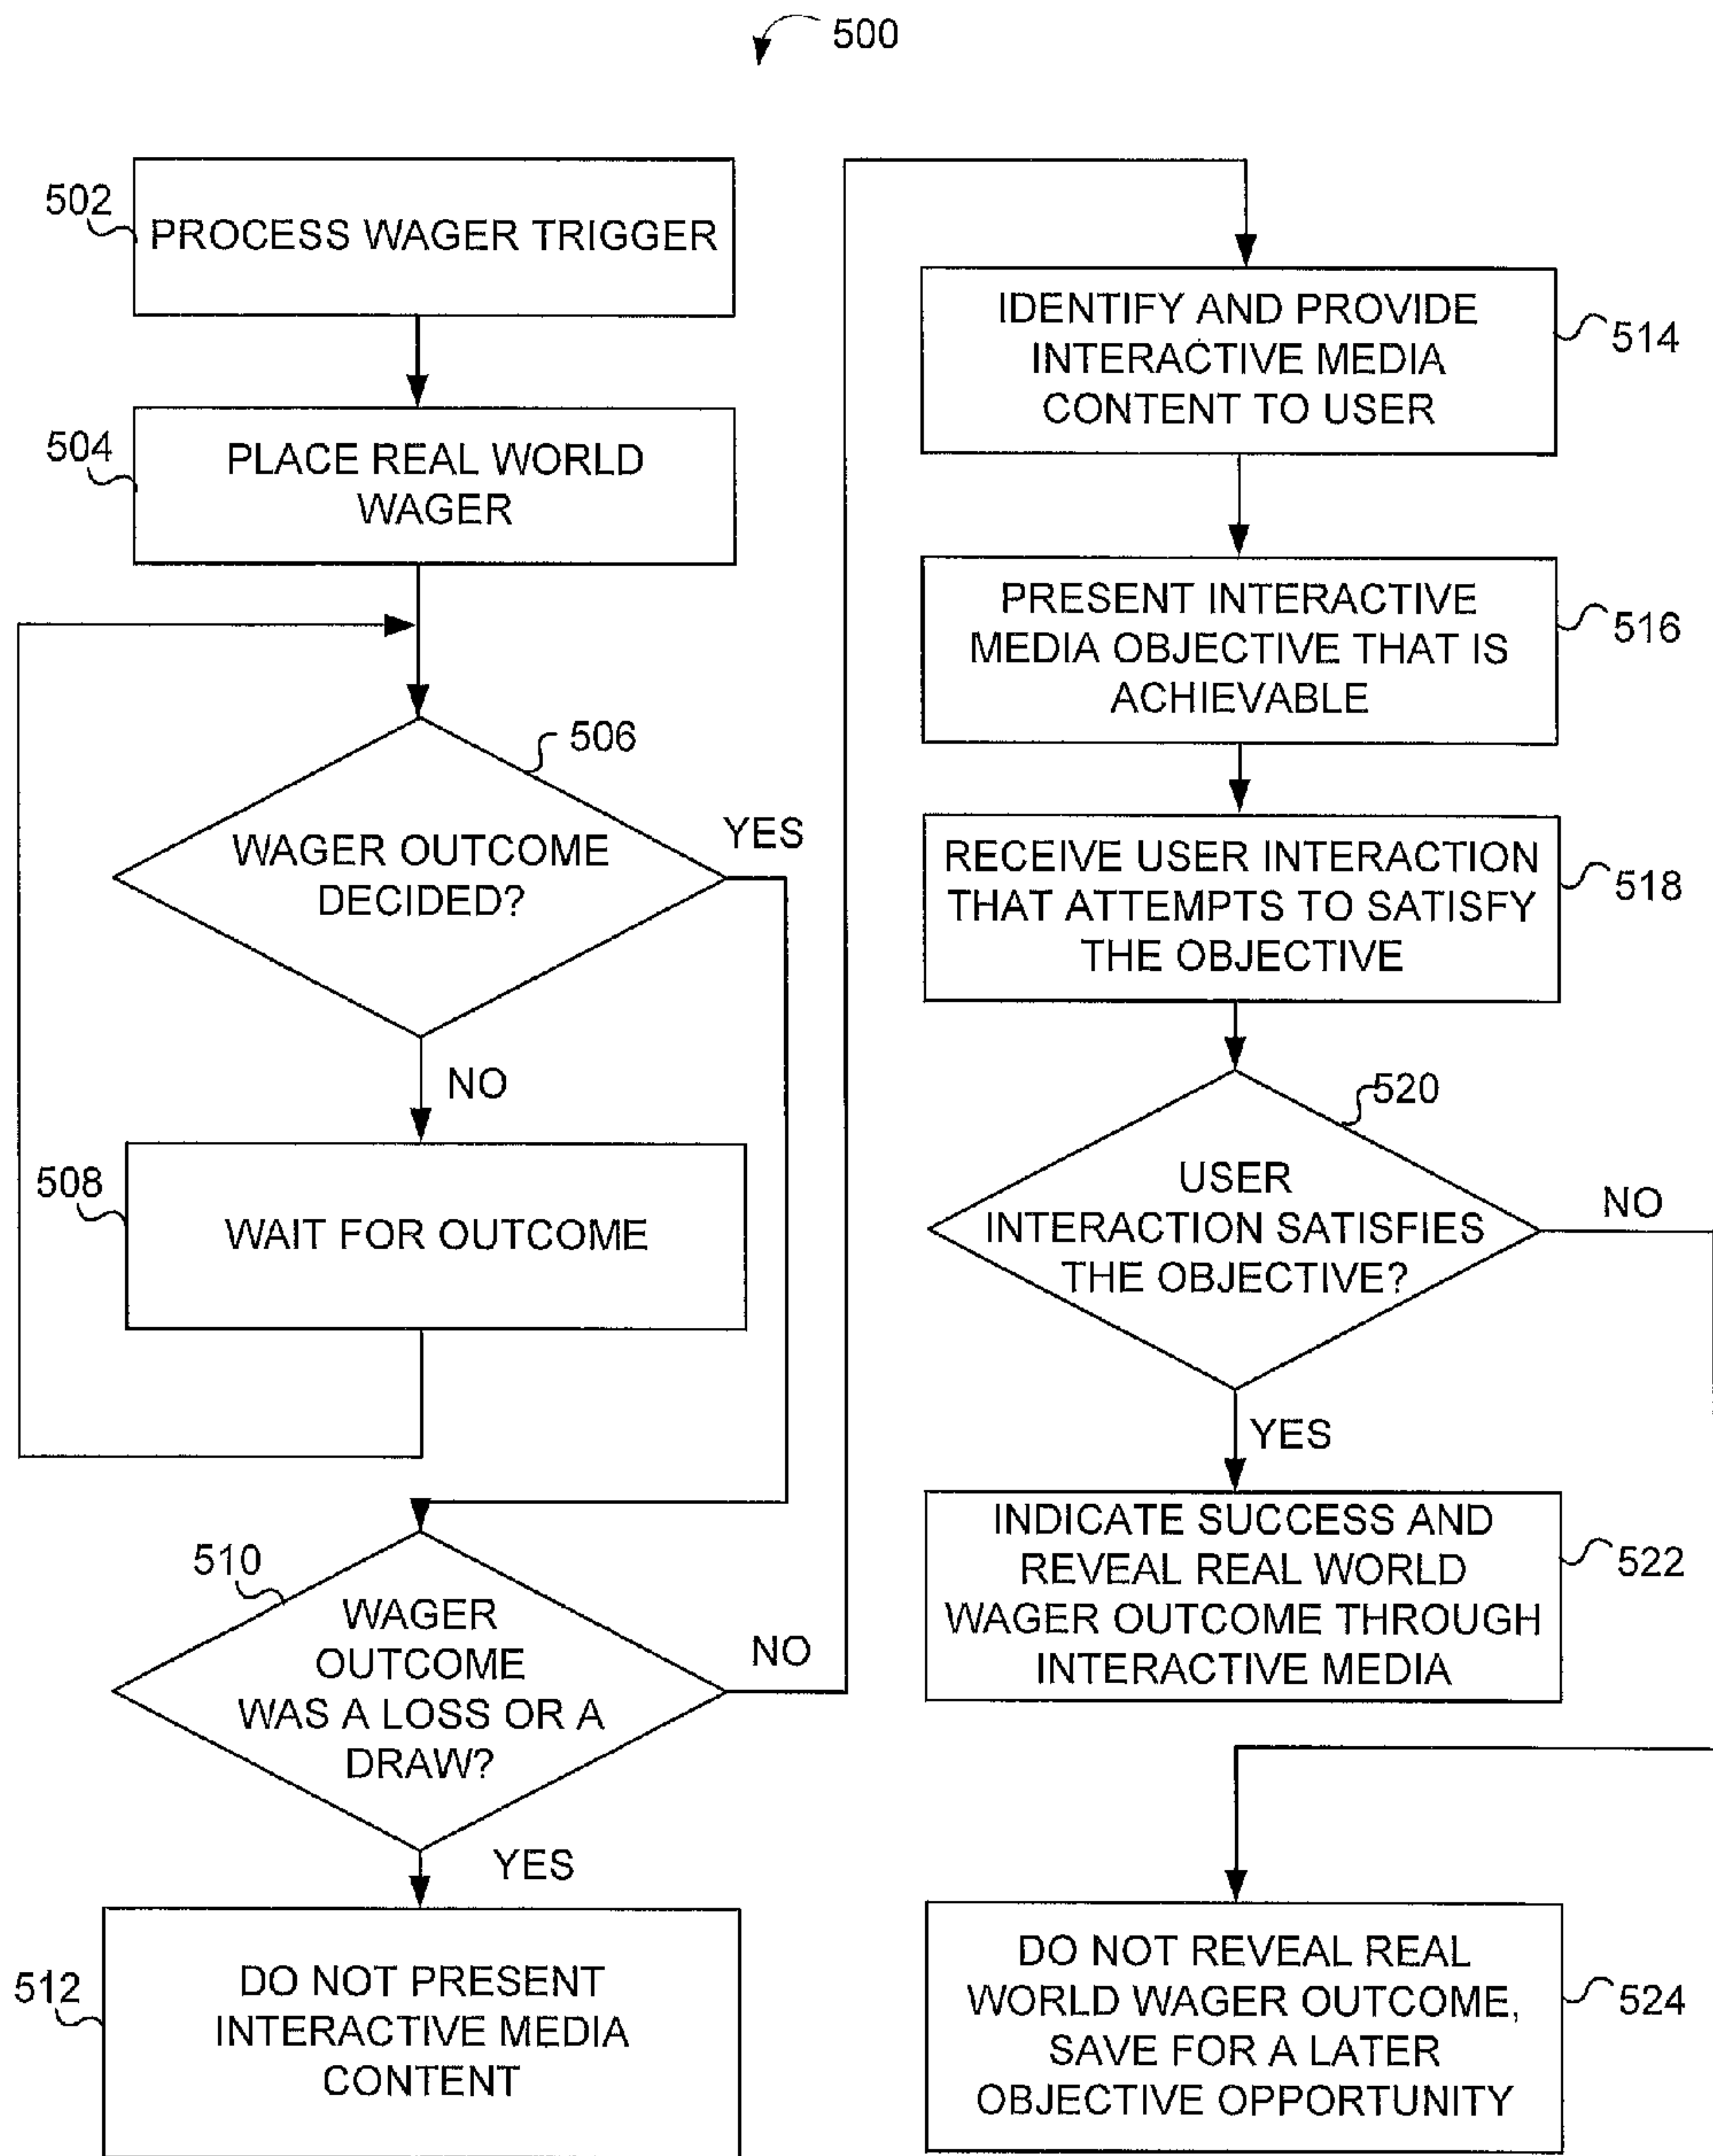 500
502
PROCESS WAGER TRIGGER
504
PLACE REAL WORLD
WAGER
506
WAGER OUTCOME
DECIDED?
YES
NO
508
WAIT FOR OUTCOME
510
WAGER
OUTCOME
WAS A LOSS OR A
DRAW?
NO
YES
512
DO NOT PRESENT
INTERACTIVE MEDIA
CONTENT
IDENTIFY AND PROVIDE
INTERACTIVE MEDIA
CONTENT TO USER
514
PRESENT INTERACTIVE
MEDIA OBJECTIVE THAT IS
ACHIEVABLE
516
RECEIVE USER INTERACTION
THAT ATTEMPTS TO SATISFY
THE OBJECTIVE
518
520
USER
INTERACTION SATISFIES
THE OBJECTIVE?
NO
YES
INDICATE SUCCESS AND
REVEAL REAL WORLD
WAGER OUTCOME THROUGH
INTERACTIVE MEDIA
522
DO NOT REVEAL REAL
WORLD WAGER OUTCOME,
SAVE FOR A LATER
OBJECTIVE OPPORTUNITY
524